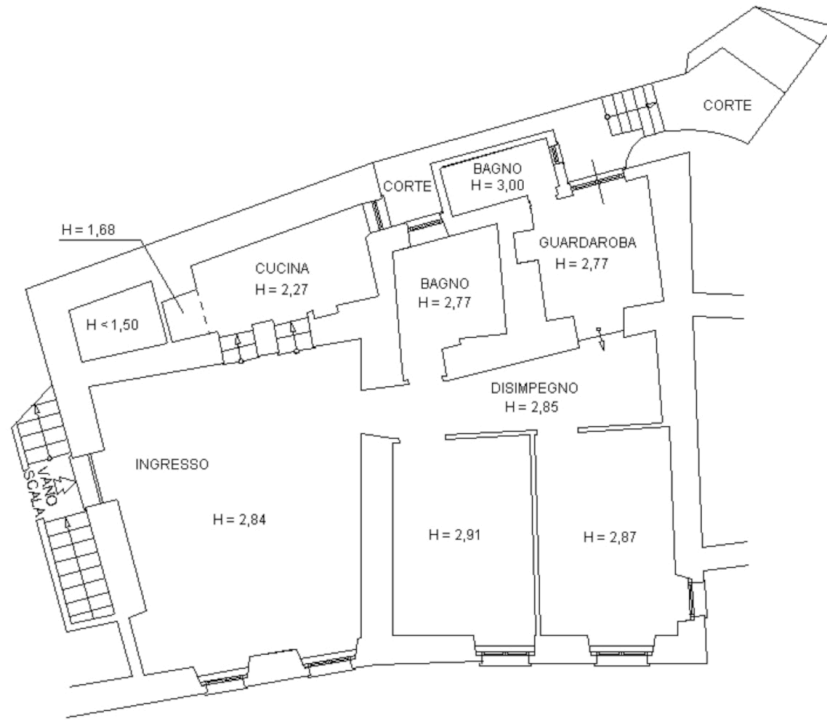 CORTE
BAGNO
H = 3,00
CORTE
H = 1,68
GUARDAROBA
H = 2,77
CUCINA
H = 2,27
BAGNO
H = 2,77
H < 1,50
DISIMPEGNO
H = 2,85
INGRESSO
VANO
SCALA
H = 2,84
H = 2,91
H = 2,87